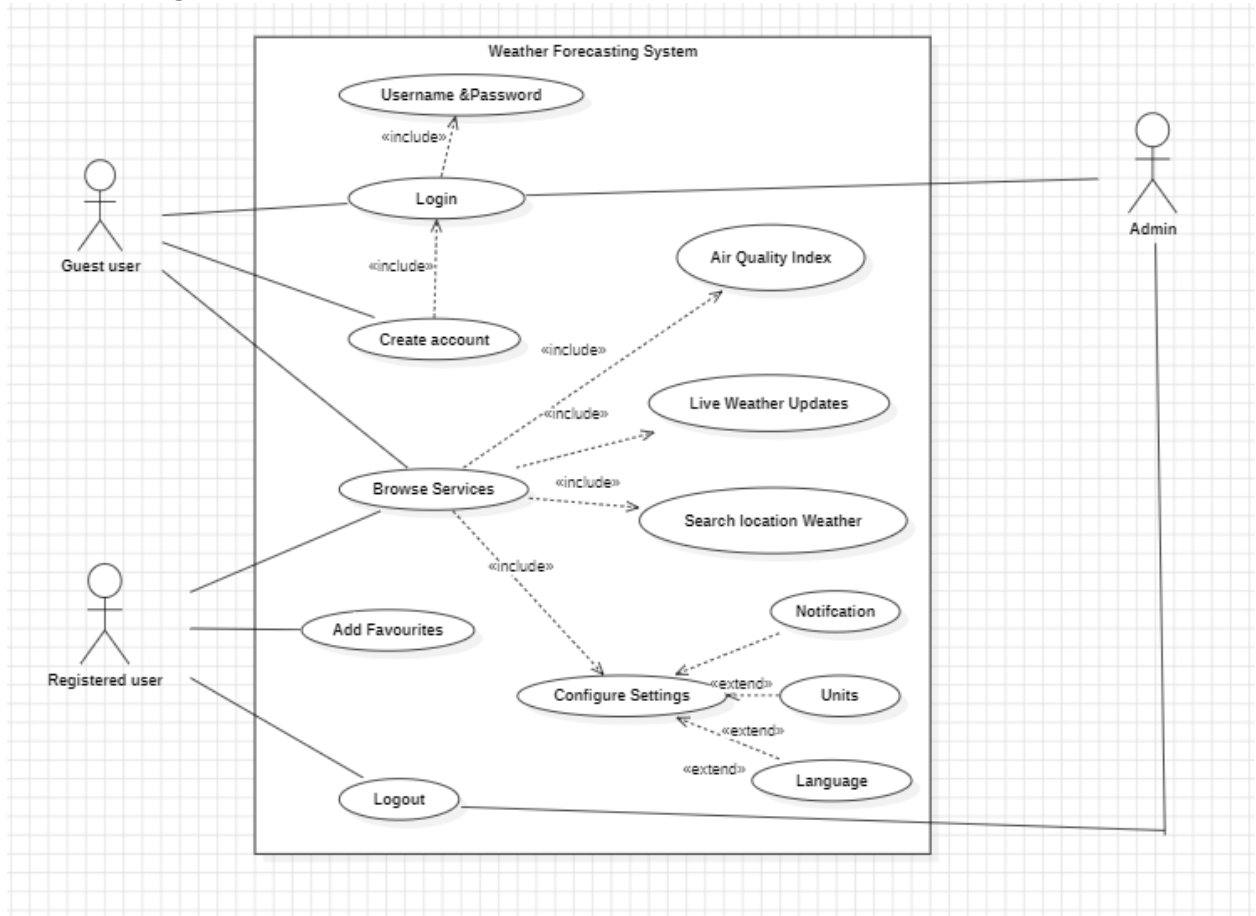 Weather Forecasting System
Username &Password
«include»
Login
Guest user
Admin
«include»
Air Quality Index
Create account
«include»
Live Weather Updates
«include»
Browse Services
«include»
Search location Weather
«include»
Notifcation
Add Favourites
Registered user
Configure Settings
«extend»
Units
«extend»
«extend»
Language
Logout